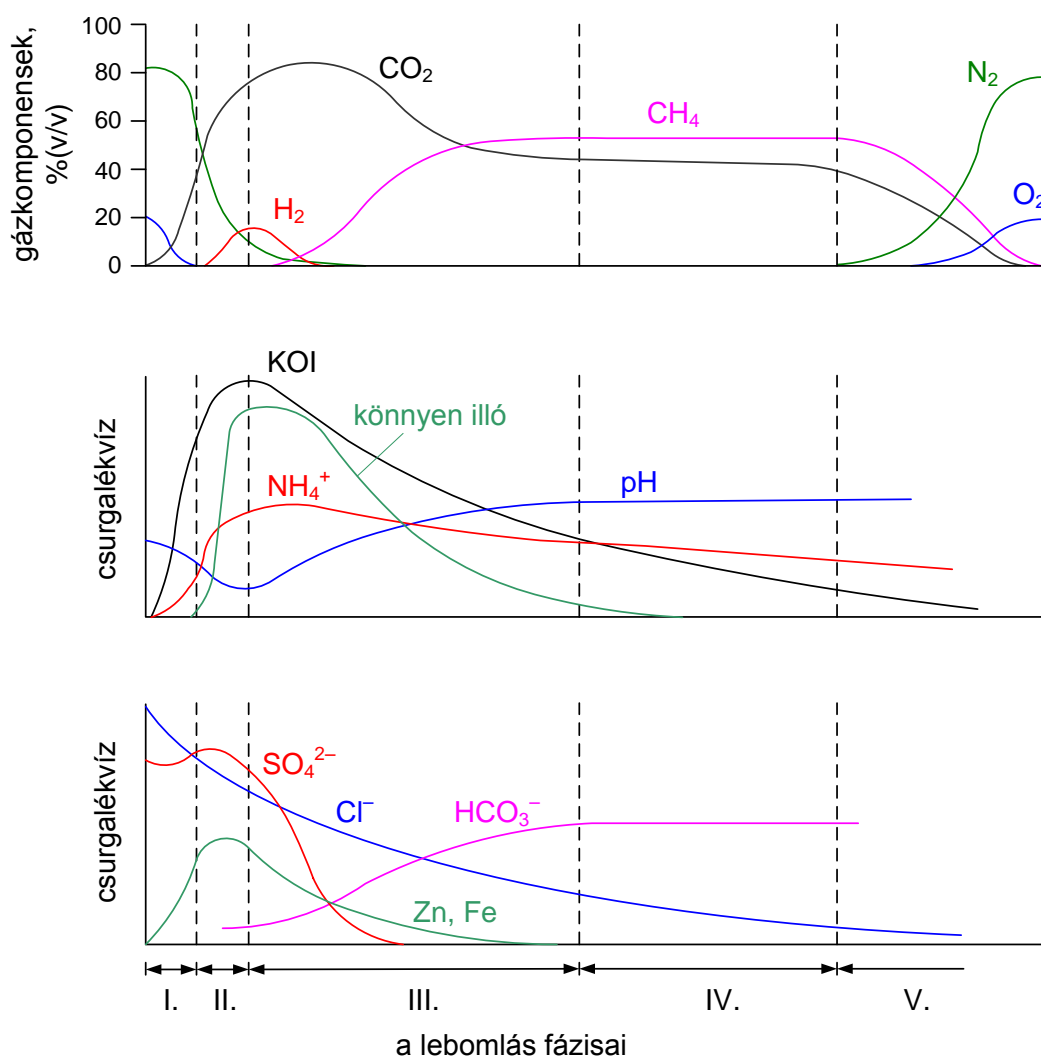 gázkomponensek,
%(v/v)
100
80
60
40
20
0
CO₂
CH₄
N₂
H₂
O₂
csurgalékvíz
KOI
könnyen illó
NH₄⁺
pH
csurgalékvíz
SO₄²⁻
Cl⁻
HCO₃⁻
Zn, Fe
I. II. III. IV. V.
a lebomlás fázisai